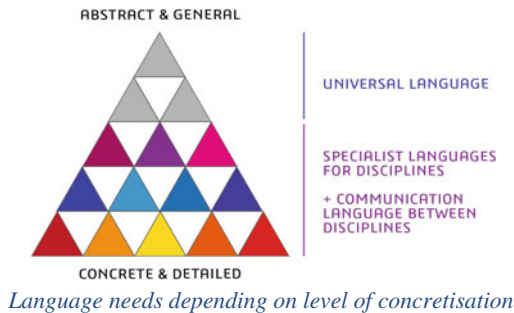 ABSTRACT & GENERAL
UNIVERSAL LANGUAGE
SPECIALIST LANGUAGES
FOR DISCIPLINES
+ COMMUNICATION
LANGUAGE BETWEEN
DISCIPLINES
CONCRETE & DETAILED
Language needs depending on level of concretisation